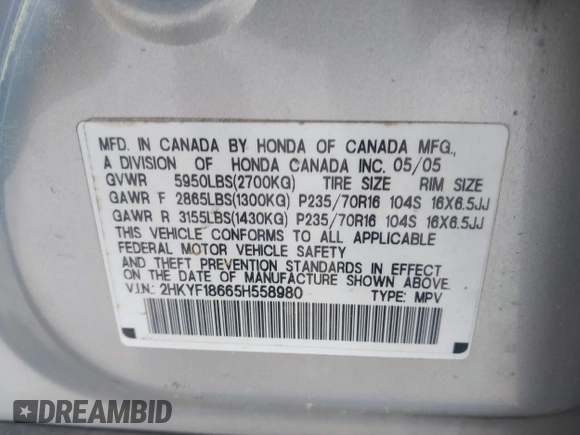 MFD. IN CANADA BY HONDA OF CANADA MFG.,
A DIVISION OF HONDA CANADA INC. 05/05
GVWR 5950LBS(2700KG) TIRE SIZE RIM SIZE
GAWR F 2865LBS(1300KG) P235/70R16 104S 16X6.5JJ
GAWR R 3155LBS(1430KG) P235/70R16 104S 16X6.5JJ
THIS VEHICLE CONFORMS TO ALL APPLICABLE
FEDERAL MOTOR VEHICLE SAFETY
AND THEFT PREVENTION STANDARDS IN EFFECT
ON THE DATE OF MANUFACTURE SHOWN ABOVE.
V.I.N.: 2HKYF18665H558980 TYPE: MPV
DREAMBID